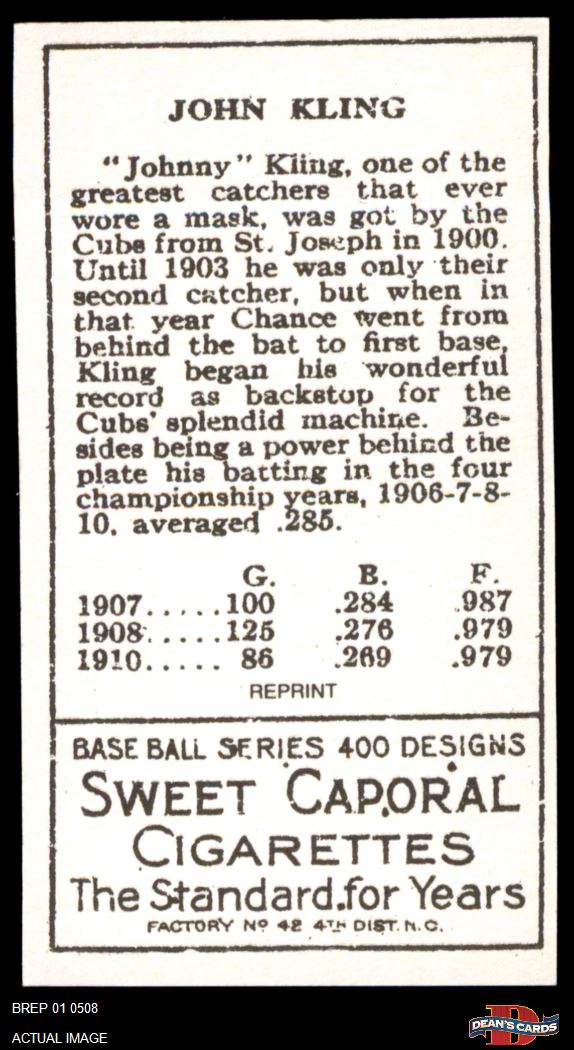 JOHN KLING
"Johnny" Kling, one of the
greatest catchers that ever
wore a mask, was got by the
Cubs from St. Joseph in 1900.
Until 1903 he was only their
second catcher, but when in
that year Chance went from
behind the bat to first base,
Kling began his wonderful
record as backstop for the
Cubs' splendid machine. Be-
sides being a power behind the
plate his batting in the four
championship years, 1906-7-8-
10, averaged .285.
G. B. F.
1907.....100 .284 .987
1908.....125 .276 .979
1910..... 86 .269 .979
REPRINT
BASE BALL SERIES 400 DESIGNS
SWEET CAPORAL
CIGARETTES
The Standard for Years
FACTORY No 42 4TH DIST. N.C.
BREP 01 0508
ACTUAL IMAGE
D
DEAN'S CARDS